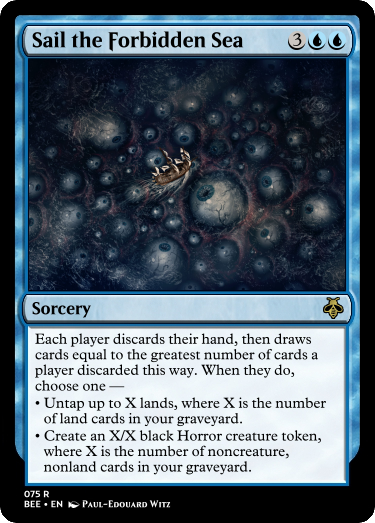 Sail the Forbidden Sea 3
Sorcery
Each player discards their hand, then draws
cards equal to the greatest number of cards a
player discarded this way. When they do,
choose one —
• Untap up to X lands, where X is the number
of land cards in your graveyard.
• Create an X/X black Horror creature token,
where X is the number of noncreature,
nonland cards in your graveyard.
075 R
BEE • EN Paul-Edouard Witz